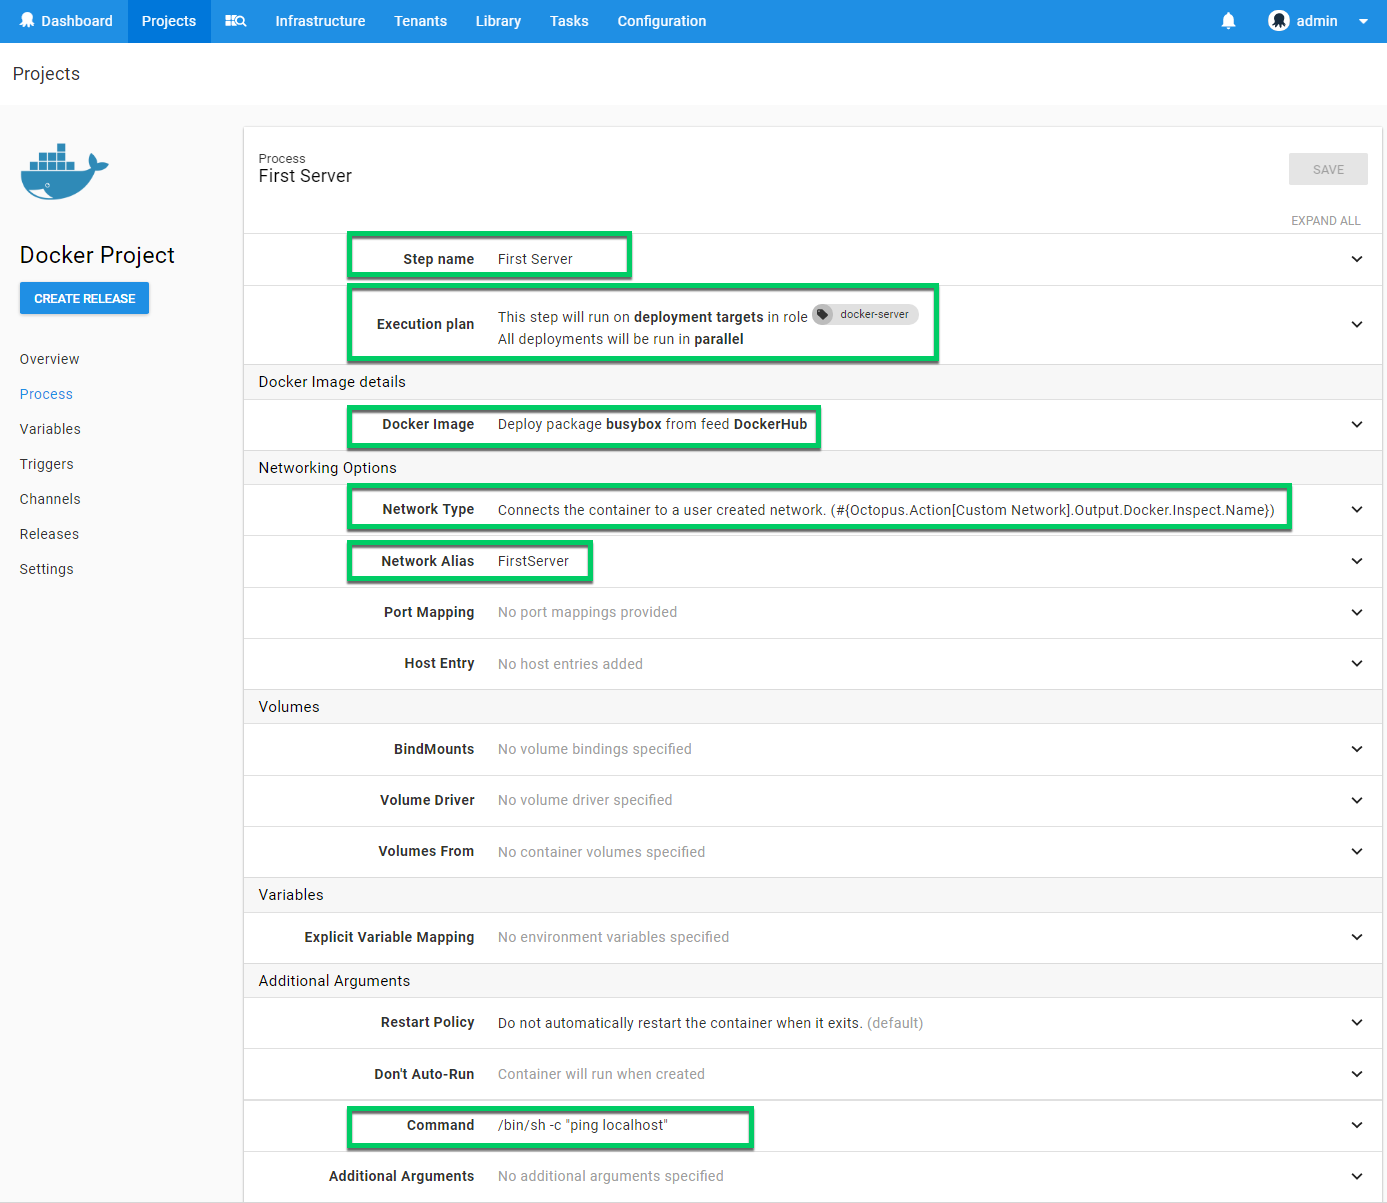 Dashboard Projects Infrastructure Tenants Library Tasks Configuration admin
Projects
Process
First Server
SAVE
EXPAND ALL
Docker Project
CREATE RELEASE
Overview
Process
Variables
Triggers
Channels
Releases
Settings
Step name First Server
Execution plan This step will run on deployment targets in role docker-server
All deployments will be run in parallel
Docker Image details
Docker Image Deploy package busybox from feed DockerHub
Networking Options
Network Type Connects the container to a user created network. (#{Octopus.Action[Custom Network].Output.Docker.Inspect.Name})
Network Alias FirstServer
Port Mapping No port mappings provided
Host Entry No host entries added
Volumes
BindMounts No volume bindings specified
Volume Driver No volume driver specified
Volumes From No container volumes specified
Variables
Explicit Variable Mapping No environment variables specified
Additional Arguments
Restart Policy Do not automatically restart the container when it exits. (default)
Don't Auto-Run Container will run when created
Command /bin/sh -c "ping localhost"
Additional Arguments No additional arguments specified